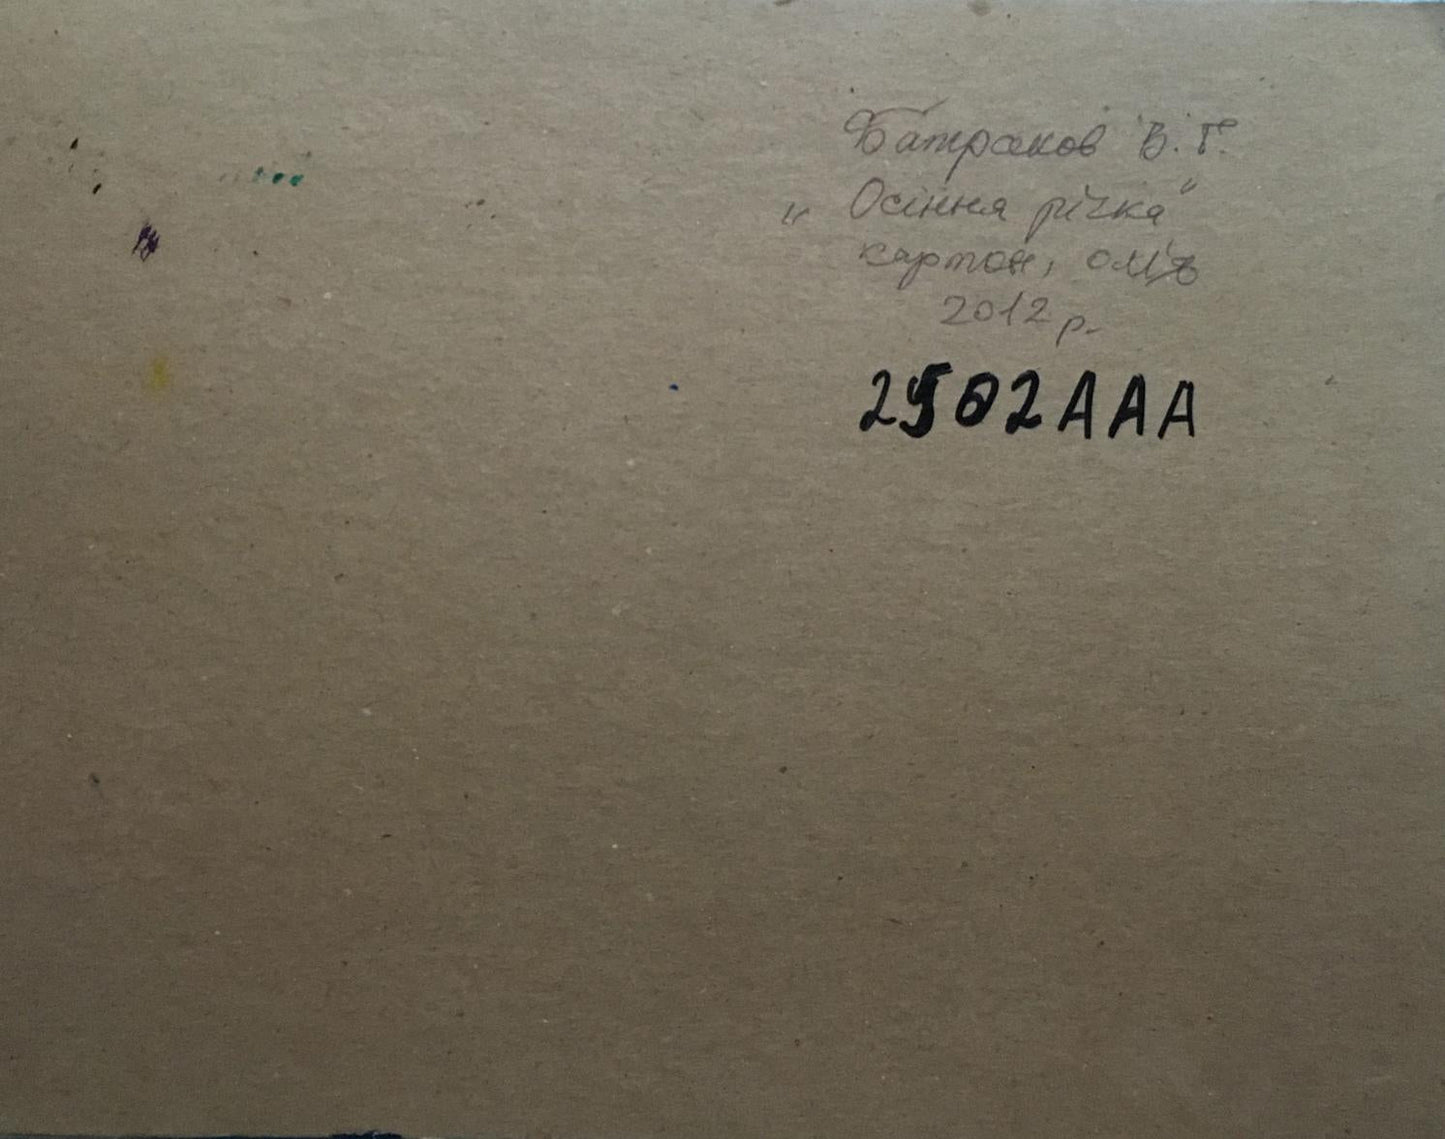 Батраков В. Г.
"Осіння річка"
картон, олія
2012 р.
2502AAA